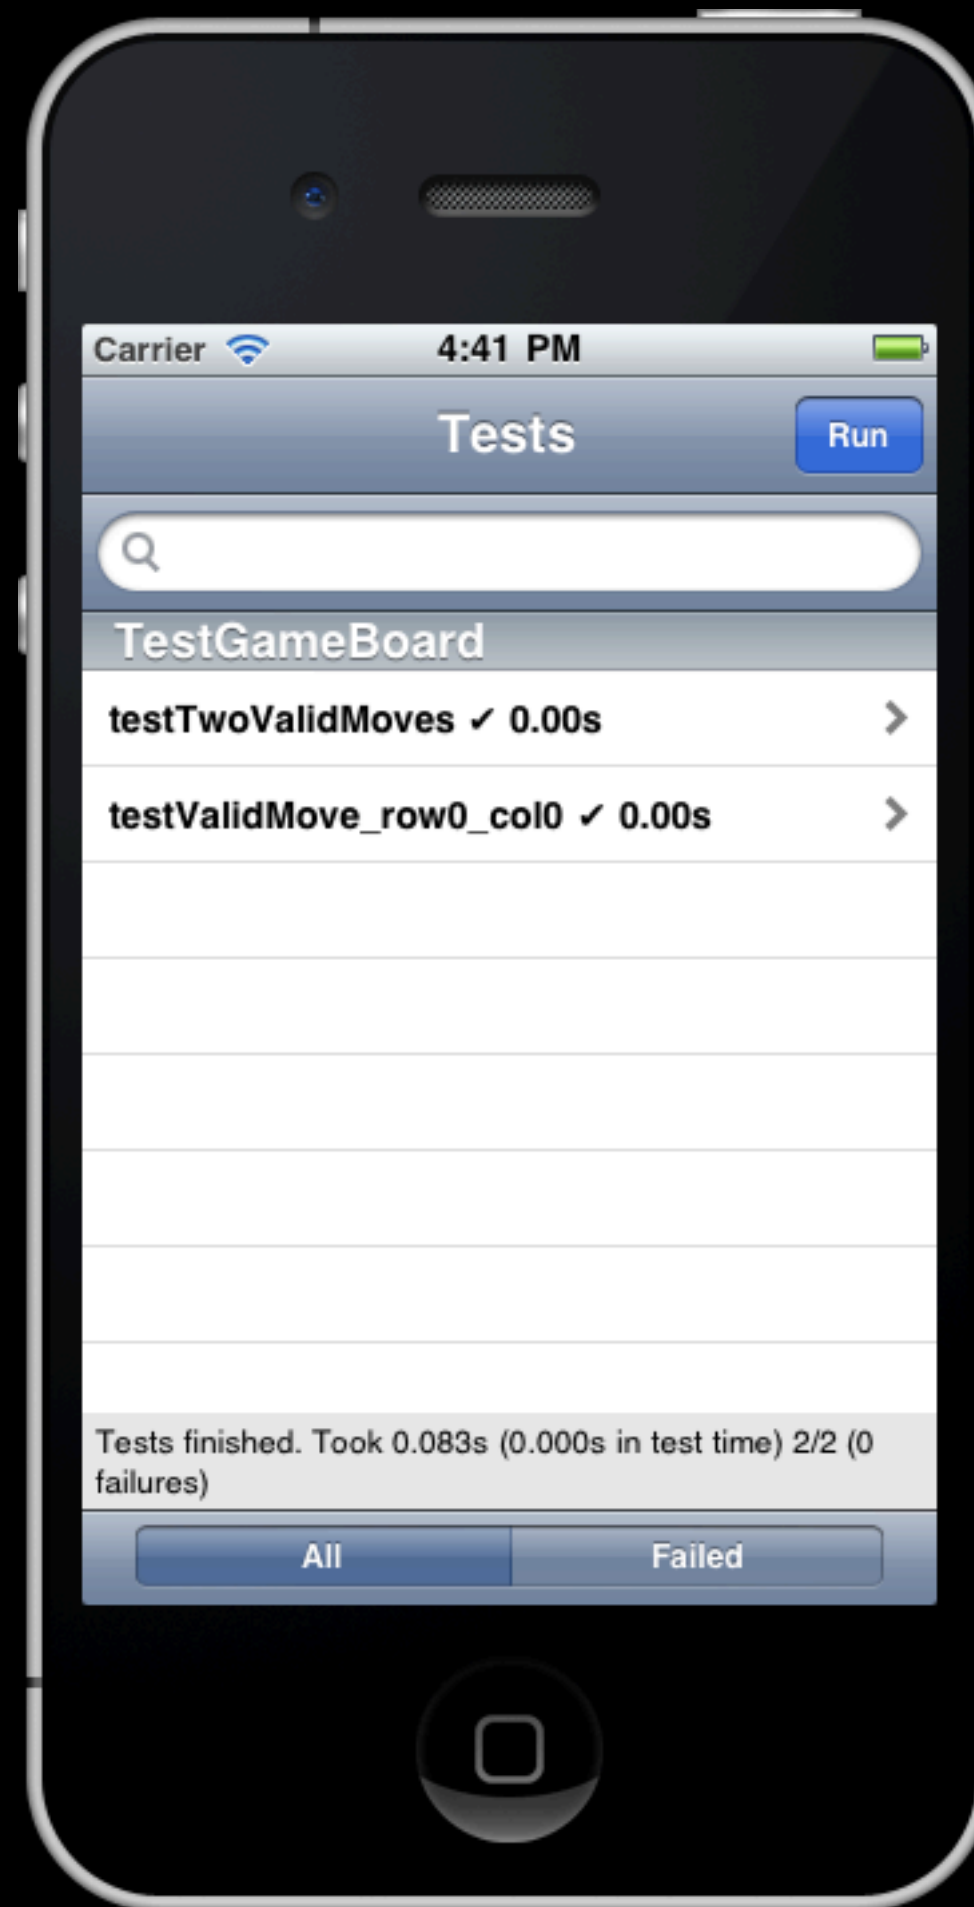 Carrier 4:41 PM
Tests Run
TestGameBoard
testTwoValidMoves ✓ 0.00s
testValidMove_row0_col0 ✓ 0.00s
Tests finished. Took 0.083s (0.000s in test time) 2/2 (0
failures)
All Failed